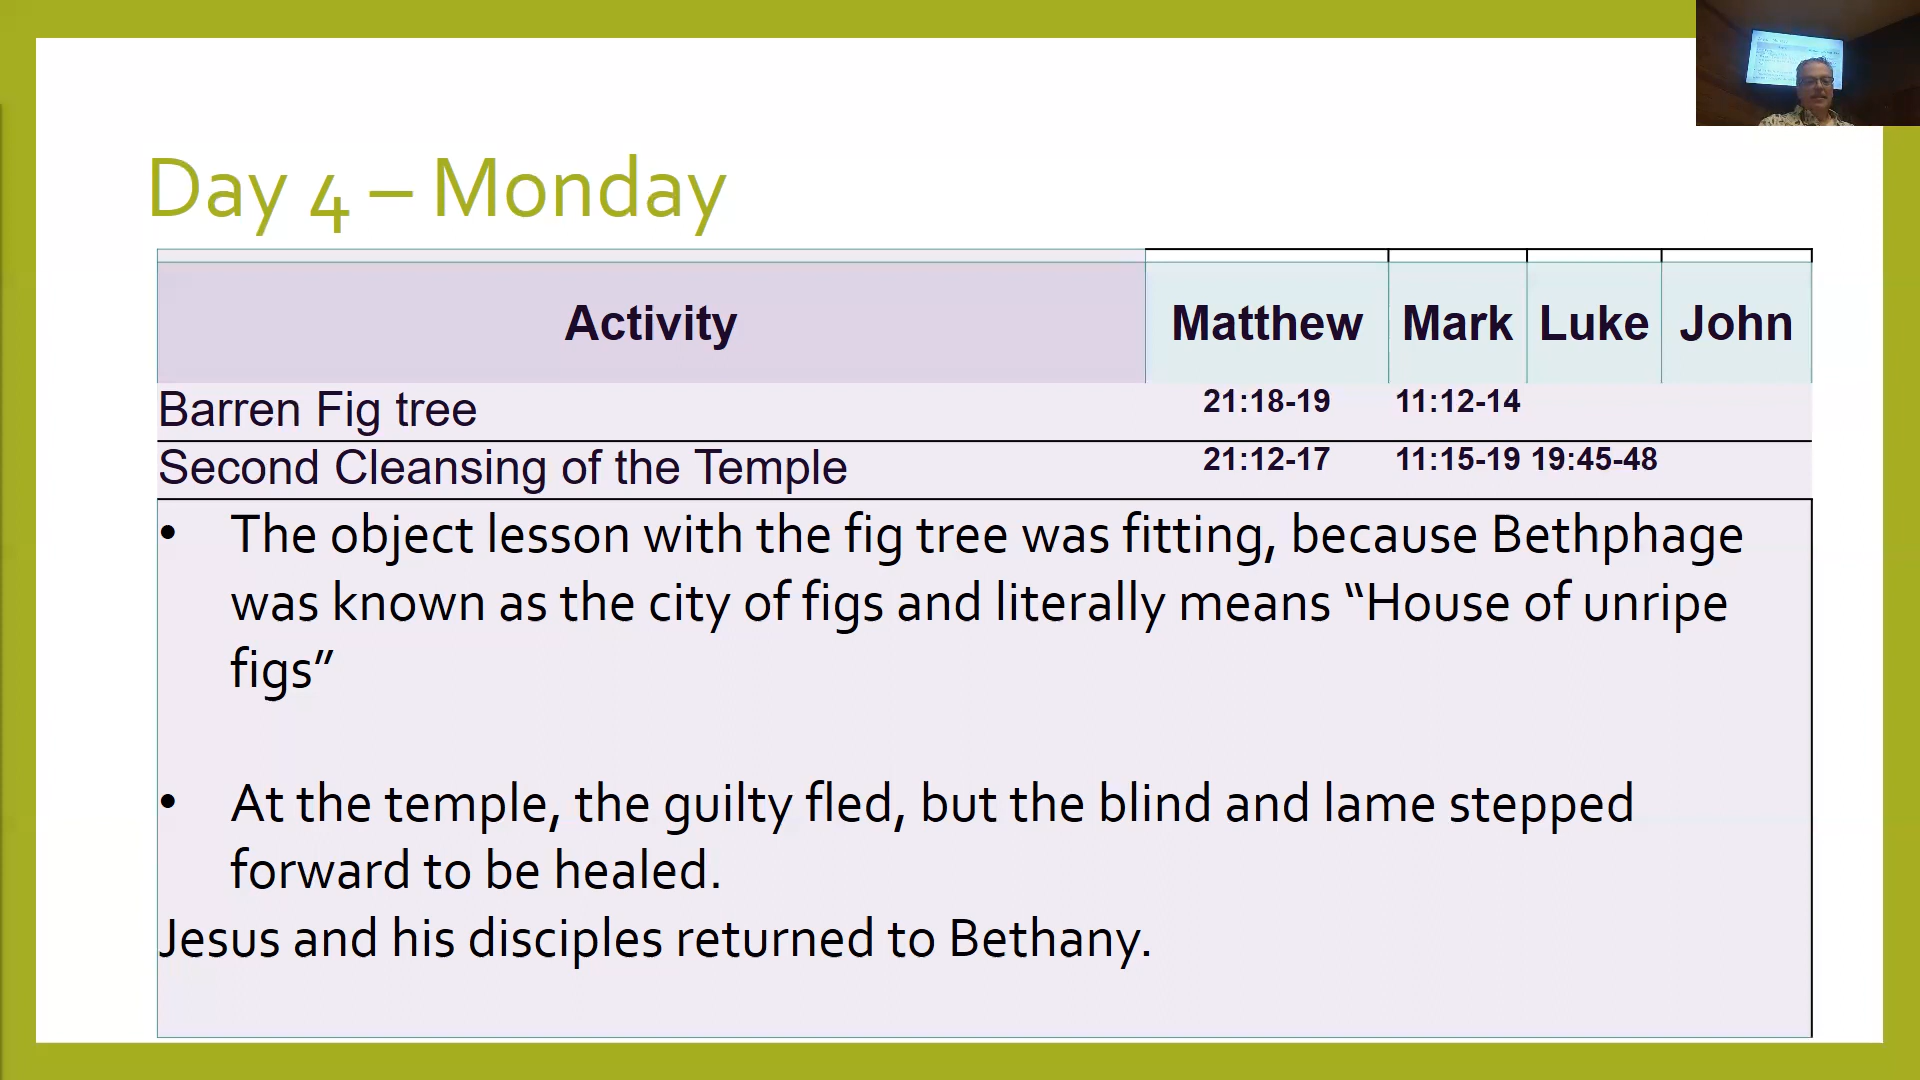 Day 4 – Monday
Activity Matthew Mark Luke John
Barren Fig tree 21:18-19 11:12-14
Second Cleansing of the Temple 21:12-17 11:15-19 19:45-48
• The object lesson with the fig tree was fitting, because Bethphage
was known as the city of figs and literally means “House of unripe
figs”
• At the temple, the guilty fled, but the blind and lame stepped
forward to be healed.
Jesus and his disciples returned to Bethany.